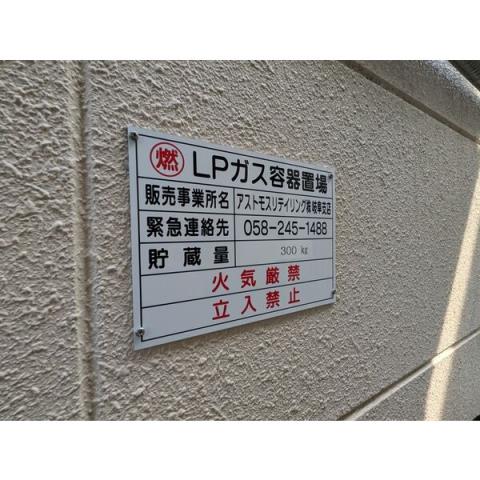 燃 LPガス容器置場
販売事業所名 アストモスリテイリング㈱岐阜支店
緊急連絡先 058-245-1488
貯蔵量 300 kg
火気厳禁
立入禁止